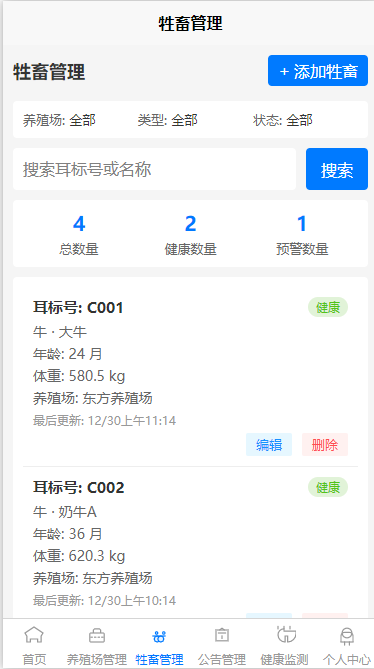 牲畜管理
牲畜管理
+ 添加牲畜
养殖场: 全部 类型: 全部 状态: 全部
搜索耳标号或名称 搜索
4 2 1
总数量 健康数量 预警数量
耳标号: C001 健康
牛 · 大牛
年龄: 24 月
体重: 580.5 kg
养殖场: 东方养殖场
最后更新: 12/30上午11:14
编辑 删除
耳标号: C002 健康
牛 · 奶牛A
年龄: 36 月
体重: 620.3 kg
养殖场: 东方养殖场
最后更新: 12/30上午10:14
首页 养殖场管理 牲畜管理 公告管理 健康监测 个人中心